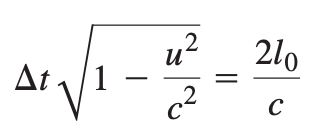 Δt √(1 − u²/c²) = 2l₀/c